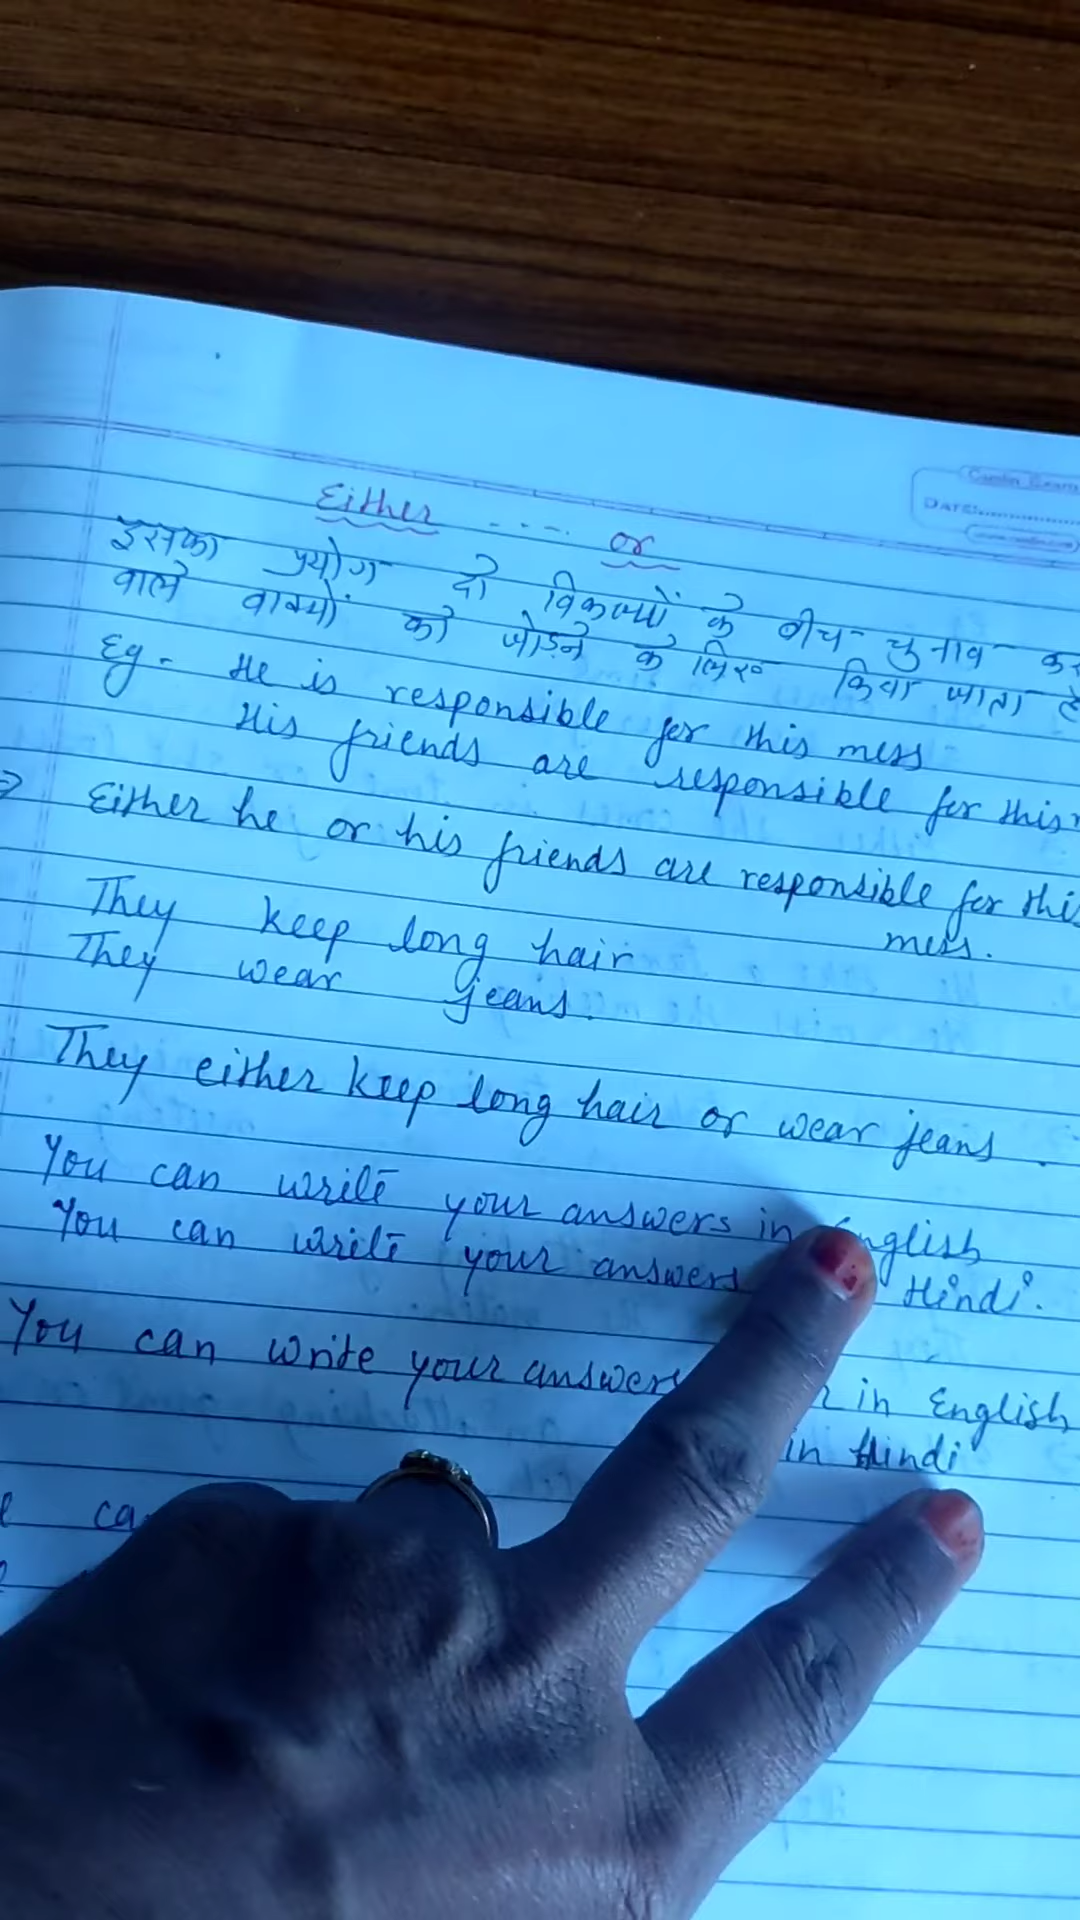 DATE:
Either ---- or
इसका प्रयोग दो विकल्पों के बीच चुनाव
वाले वाक्यों को जोड़ने के लिए किया जाता
Eg - He is responsible for this mess
His friends are responsible for this
⇒ Either he or his friends are responsible for this
mess.
They keep long hair
They wear jeans.
They either keep long hair or wear jeans.
You can write your answers in English
You can write your answers Hindi.
You can write your in English
in Hindi